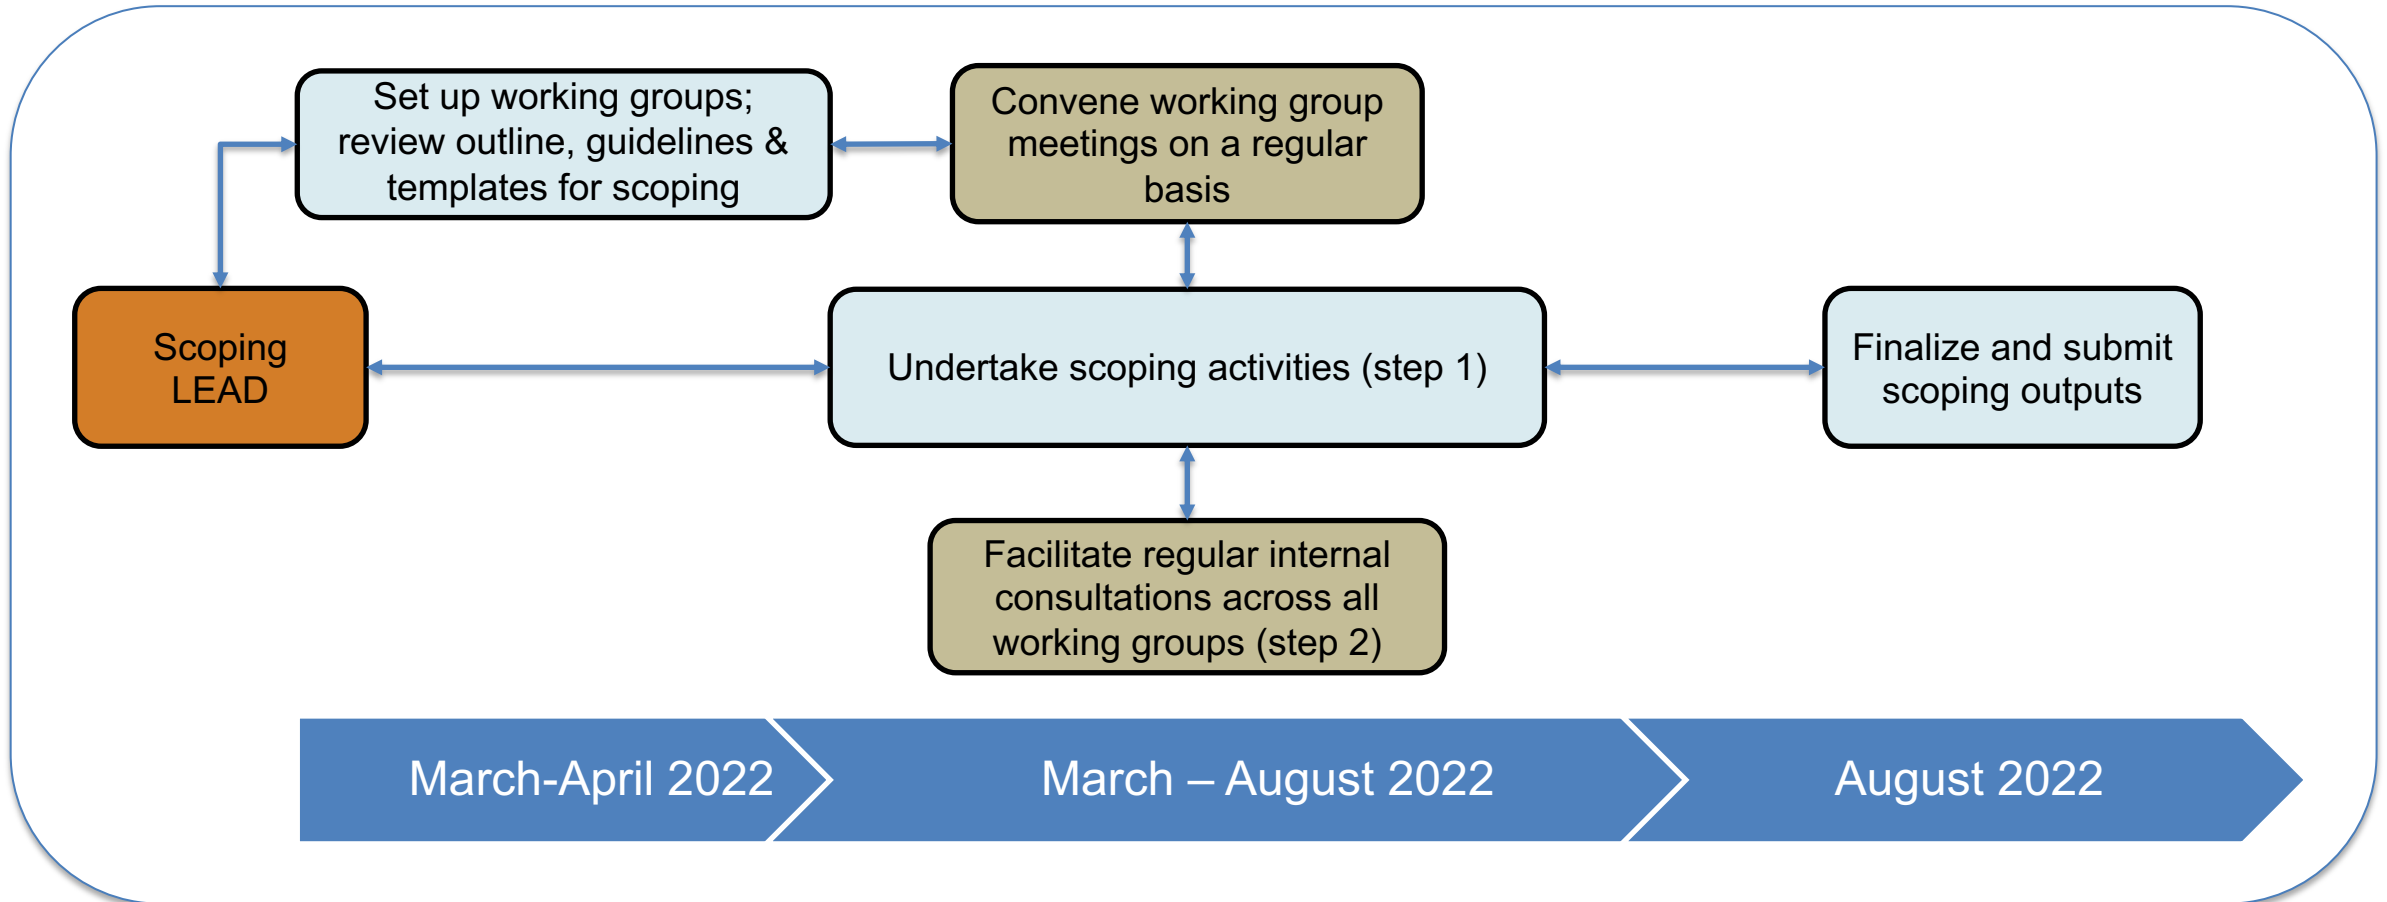 Set up working groups;
review outline, guidelines &
templates for scoping
Convene working group
meetings on a regular
basis
Scoping
LEAD
Undertake scoping activities (step 1)
Finalize and submit
scoping outputs
Facilitate regular internal
consultations across all
working groups (step 2)
March-April 2022
March – August 2022
August 2022